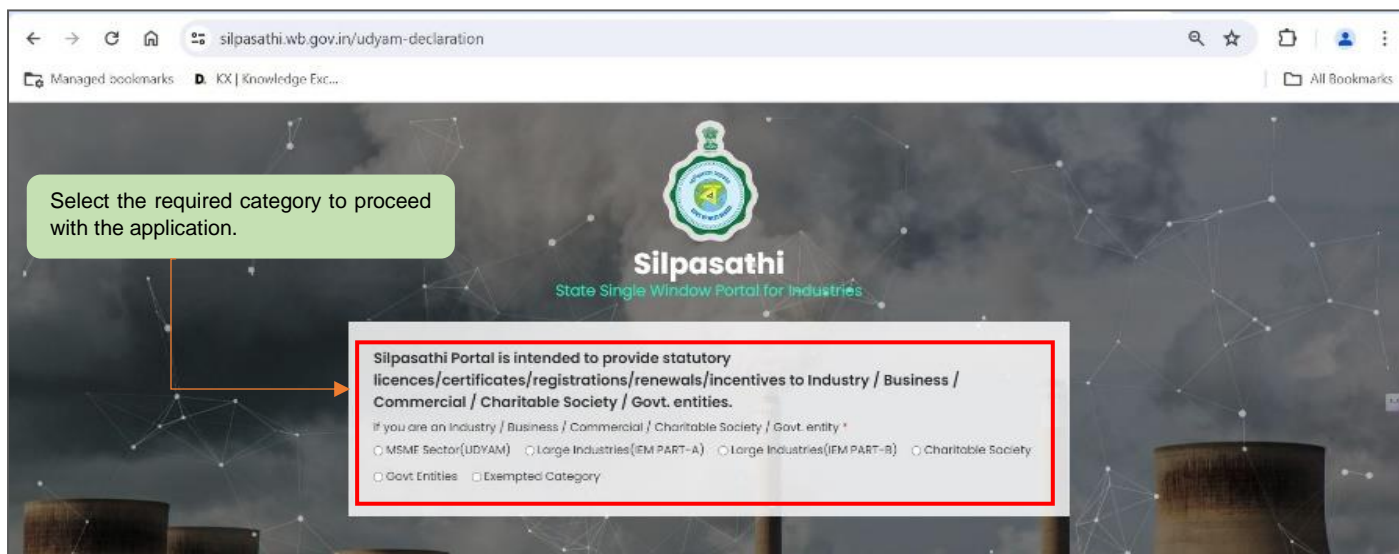 silpasathi.wb.gov.in/udyam-declaration
Managed bookmarks D. KX | Knowledge Exc... All Bookmarks
Select the required category to proceed
with the application.
Silpasathi
State Single Window Portal for Industries
Silpasathi Portal is intended to provide statutory
licences/certificates/registrations/renewals/incentives to Industry / Business /
Commercial / Charitable Society / Govt. entities.
If you are an Industry / Business / Commercial / Charitable Society / Govt. entity *
MSME Sector(UDYAM) Large Industries(IEM PART-A) Large Industries(IEM PART-B) Charitable Society
Govt Entities Exempted Category